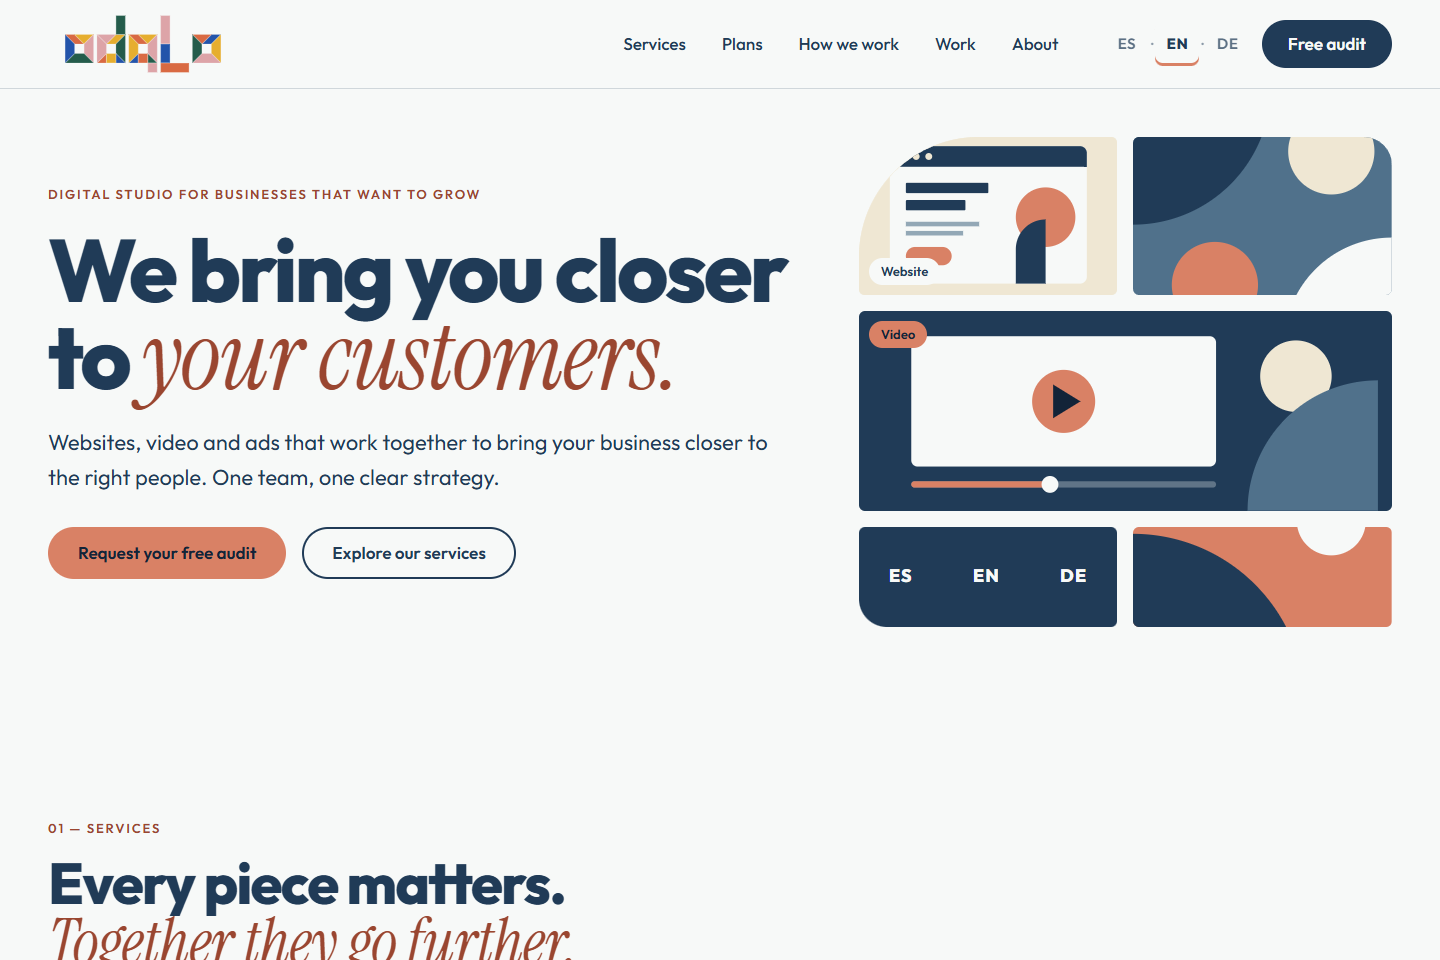 adalo
Services Plans How we work Work About ES · EN · DE Free audit
DIGITAL STUDIO FOR BUSINESSES THAT WANT TO GROW
We bring you closer
to your customers.
Websites, video and ads that work together to bring your business closer to
the right people. One team, one clear strategy.
Request your free audit Explore our services
Website
Video
ES EN DE
01 — SERVICES
Every piece matters.
Together they go further.